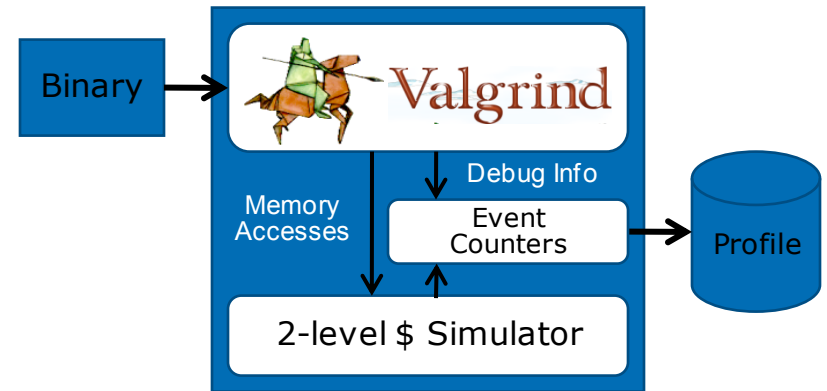 Binary
Valgrind
Debug Info
Memory
Accesses
Event
Counters
Profile
2-level $ Simulator